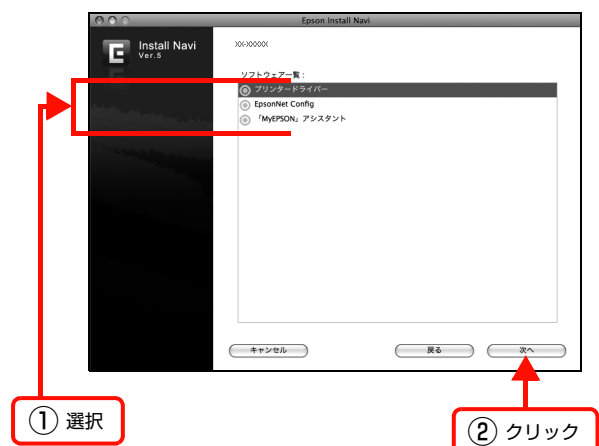 Epson Install Navi
Install Navi
Ver.5
XX-XXXXX
ソフトウェア一覧：
プリンタードライバー
EpsonNet Config
「MyEPSON」アシスタント
キャンセル
戻る
次へ
① 選択
② クリック